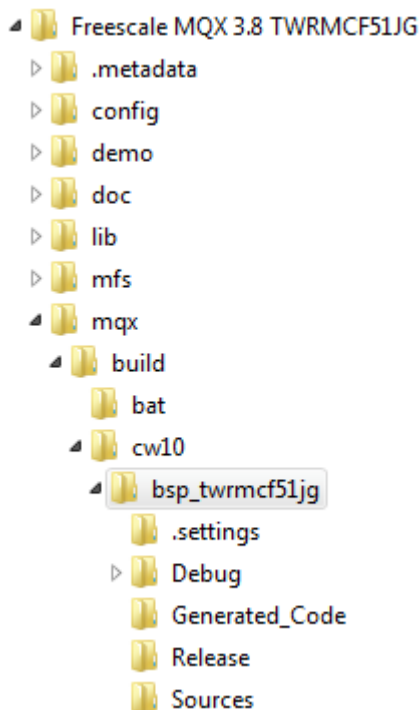 Freescale MQX 3.8 TWRMCF51JG
.metadata
config
demo
doc
lib
mfs
mqx
build
bat
cw10
bsp_twrmcf51jg
.settings
Debug
Generated_Code
Release
Sources